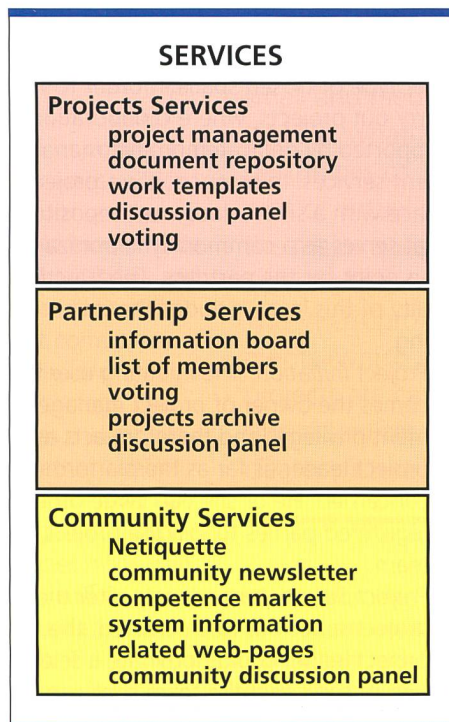 SERVICES
Projects Services
project management
document repository
work templates
discussion panel
voting
Partnership Services
information board
list of members
voting
projects archive
discussion panel
Community Services
Netiquette
community newsletter
competence market
system information
related web-pages
community discussion panel